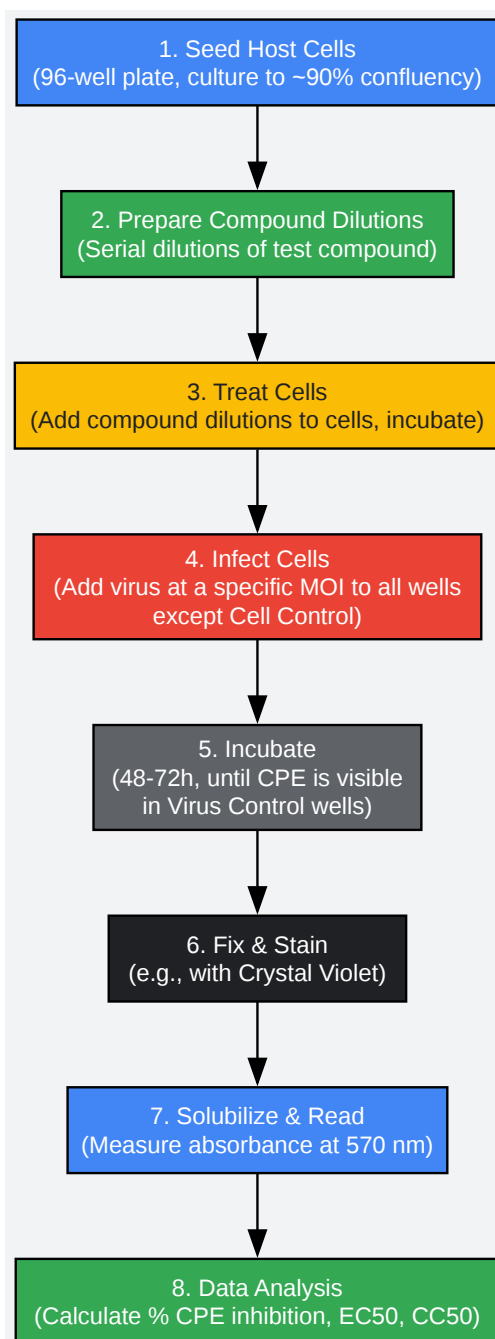 1. Seed Host Cells
(96-well plate, culture to ~90% confluency)
2. Prepare Compound Dilutions
(Serial dilutions of test compound)
3. Treat Cells
(Add compound dilutions to cells, incubate)
4. Infect Cells
(Add virus at a specific MOI to all wells
except Cell Control)
5. Incubate
(48-72h, until CPE is visible
in Virus Control wells)
6. Fix & Stain
(e.g., with Crystal Violet)
7. Solubilize & Read
(Measure absorbance at 570 nm)
8. Data Analysis
(Calculate % CPE inhibition, EC50, CC50)